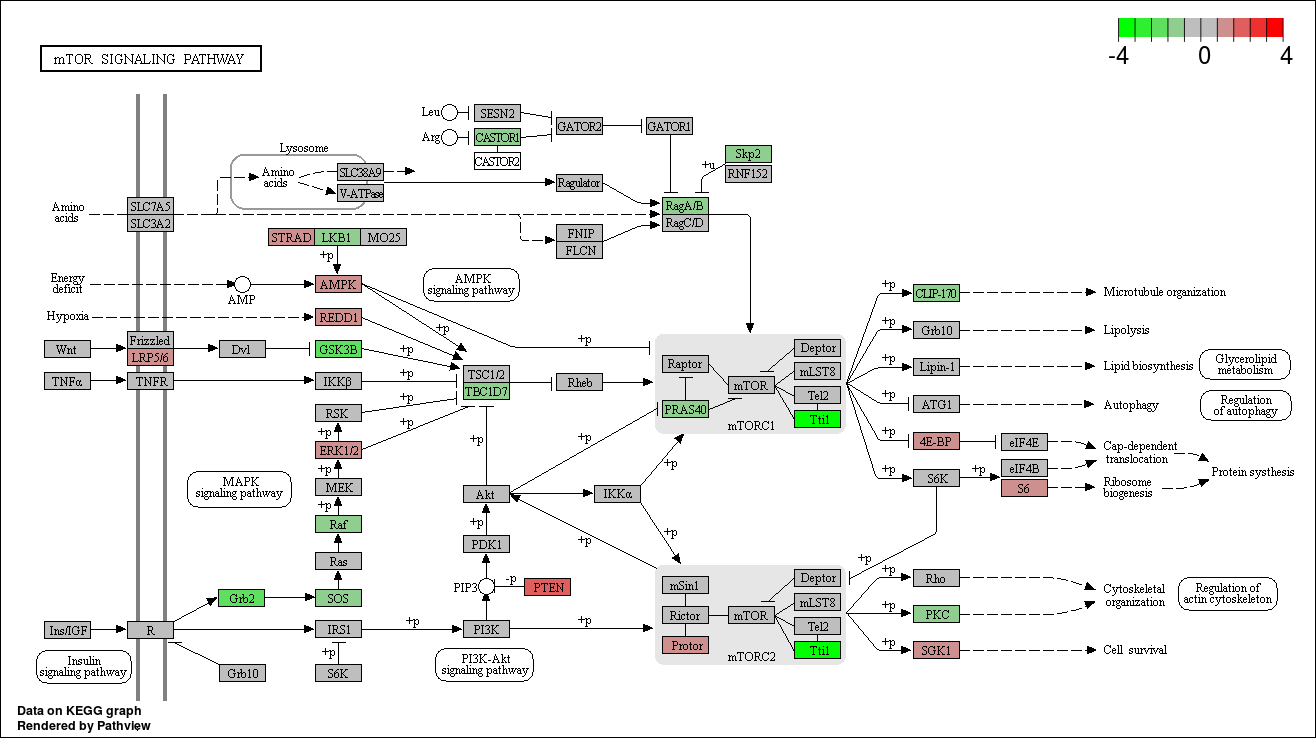 -4 0 4
mTOR SIGNALING PATHWAY
Leu
SESN2
GATOR2
GATOR1
Arg
CASTOR1
CASTOR2
Lysosome
Amino
acids
SLC38A9
V-ATPase
Ragulator
Skp2
RNF152
+u
Amino
acids
SLC7A5
SLC3A2
RagA/B
RagC/D
FNIP
FLCN
STRAD
LKB1
MO25
+p
Energy
deficit
AMP
AMPK
AMPK
signaling pathway
Hypoxia
REDD1
+p
Wnt
Frizzled
LRP5/6
Dvl
GSK3B
+p
TNFα
TNFR
IKKβ
+p
TSC1/2
TBC1D7
Rheb
RSK
+p
+p
ERK1/2
+p
+p
MEK
+p
Raf
Ras
MAPK
signaling pathway
Grb2
SOS
Ins/IGF
R
IRS1
+p
PI3K
Insulin
signaling pathway
Grb10
+p
S6K
PI3K-Akt
signaling pathway
Akt
+p
+p
PDK1
PIP3
-p
PTEN
IKKα
+p
+p
+p
+p
Raptor
PRAS40
mTOR
Deptor
mLST8
Tel2
Tti1
mTORC1
mSin1
Rictor
Protor
mTOR
Deptor
mLST8
Tel2
Tti1
mTORC2
+p
CLIP-170
Microtubule organization
+p
Grb10
Lipolysis
+p
Lipin-1
Lipid biosynthesis
Glycerolipid
metabolism
+p
ATG1
Autophagy
Regulation
of autophagy
+p
4E-BP
eIF4E
Cap-dependent
translocation
+p
S6K
+p
eIF4B
S6
Ribosome
biogenesis
Protein systhesis
+p
+p
Rho
Cytoskeletal
organization
Regulation of
actin cytoskeleton
+p
PKC
+p
SGK1
Cell survival
Data on KEGG graph
Rendered by Pathview